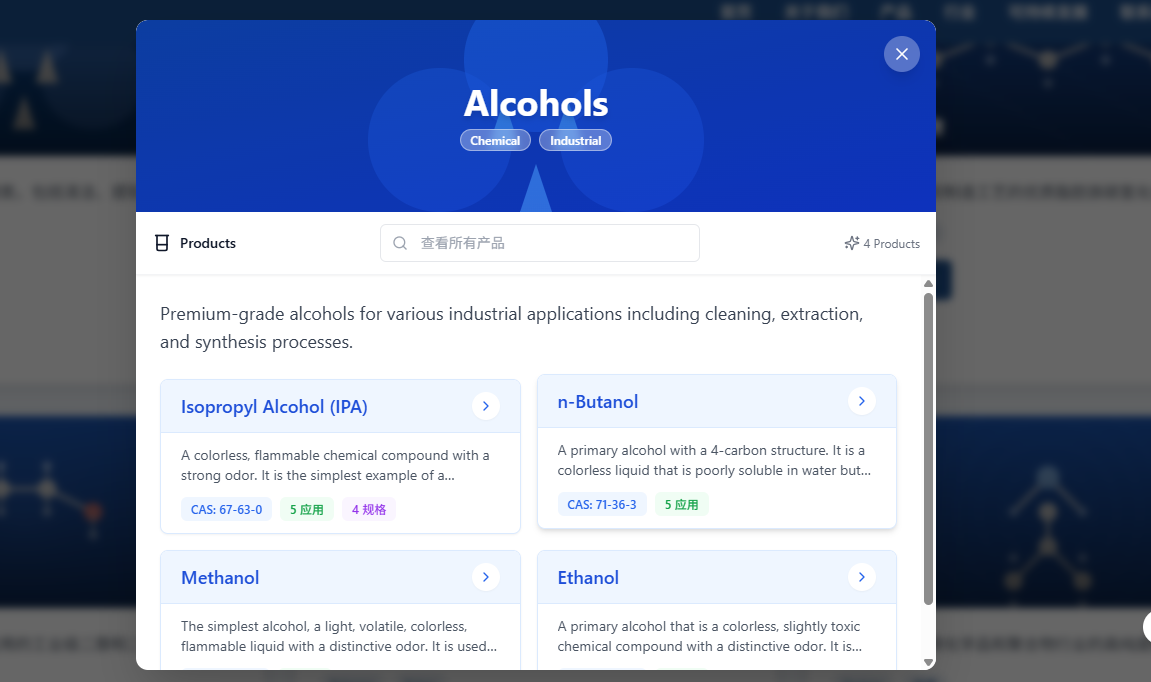 Alcohols
Chemical
Industrial
Products
查看所有产品
4 Products
Premium-grade alcohols for various industrial applications including cleaning, extraction,
and synthesis processes.
Isopropyl Alcohol (IPA)
A colorless, flammable chemical compound with a
strong odor. It is the simplest example of a...
CAS: 67-63-0
5 应用
4 规格
n-Butanol
A primary alcohol with a 4-carbon structure. It is a
colorless liquid that is poorly soluble in water but...
CAS: 71-36-3
5 应用
Methanol
The simplest alcohol, a light, volatile, colorless,
flammable liquid with a distinctive odor. It is used...
Ethanol
A primary alcohol that is a colorless, slightly toxic
chemical compound with a distinctive odor. It is...